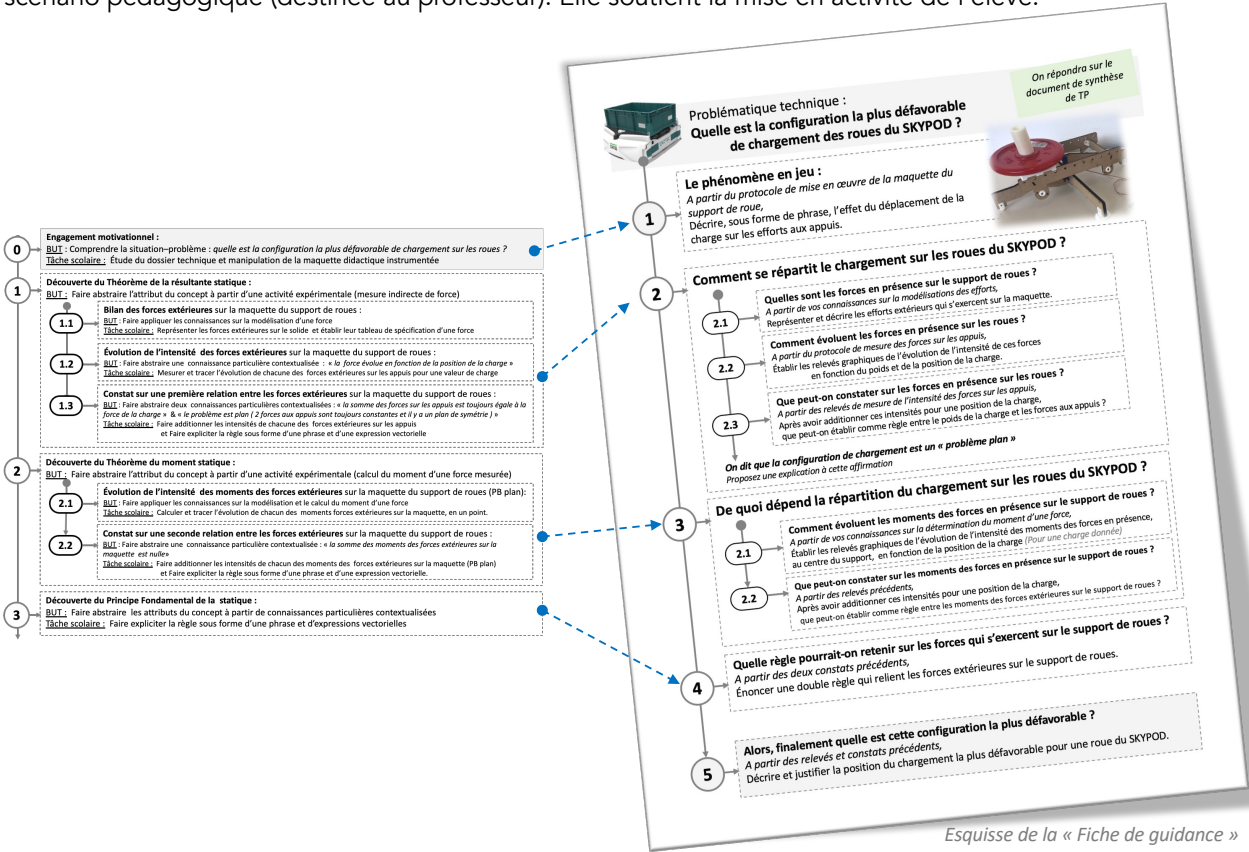 scénario pédagogique (destinée au professeur). Elle soutient la mise en activité de l'élève.
0
Engagement motivationnel :
BUT : Comprendre la situation–problème : quelle est la configuration la plus défavorable de chargement sur les roues ?
Tâche scolaire : Étude du dossier technique et manipulation de la maquette didactique instrumentée
1
Découverte du Théorème de la résultante statique :
BUT : Faire abstraire l'attribut du concept à partir d'une activité expérimentale (mesure indirecte de force)
1.1
Bilan des forces extérieures sur la maquette du support de roues :
BUT : Faire appliquer les connaissances sur la modélisation d'une force
Tâche scolaire : Représenter les forces extérieures sur le solide et établir leur tableau de spécification d'une force
1.2
Évolution de l'intensité des forces extérieures sur la maquette du support de roues :
BUT : Faire abstraire une connaissance particulière contextualisée : « la force évolue en fonction de la position de la charge »
Tâche scolaire : Mesurer et tracer l'évolution de chacune des forces extérieures sur les appuis pour une valeur de charge
1.3
Constat sur une première relation entre les forces extérieures sur la maquette du support de roues :
BUT : Faire abstraire deux connaissances particulières contextualisées : « la somme des forces sur les appuis est toujours égale à la
force de la charge » & « le problème est plan ( 2 forces aux appuis sont toujours constantes et il y a un plan de symétrie ) »
Tâche scolaire : Faire additionner les intensités de chacune des forces extérieures sur les appuis
et Faire expliciter la règle sous forme d'une phrase et d'une expression vectorielle
2
Découverte du Théorème du moment statique :
BUT : Faire abstraire l'attribut du concept à partir d'une activité expérimentale (calcul du moment d'une force mesurée)
2.1
Évolution de l'intensité des moments des forces extérieures sur la maquette du support de roues (PB plan):
BUT : Faire appliquer les connaissances sur la modélisation et le calcul du moment d'une force
Tâche scolaire : Calculer et tracer l'évolution de chacun des moments forces extérieures sur la maquette, en un point.
2.2
Constat sur une seconde relation entre les forces extérieures sur la maquette du support de roues :
BUT : Faire abstraire une connaissance particulière contextualisée : « la somme des moments des forces extérieures sur la
maquette est nulle»
Tâche scolaire : Faire additionner les intensités de chacun des moments des forces extérieures sur la maquette (PB plan)
et Faire expliciter la règle sous forme d'une phrase et d'une expression vectorielle.
3
Découverte du Principe Fondamental de la statique :
BUT : Faire abstraire les attributs du concept à partir de connaissances particulières contextualisées
Tâche scolaire : Faire expliciter la règle sous forme d'une phrase et d'expressions vectorielles
On répondra sur le
document de synthèse
de TP
Problématique technique :
Quelle est la configuration la plus défavorable
de chargement des roues du SKYPOD ?
1
Le phénomène en jeu :
A partir du protocole de mise en œuvre de la maquette du
support de roue,
Décrire, sous forme de phrase, l'effet du déplacement de la
charge sur les efforts aux appuis.
2
Comment se répartit le chargement sur les roues du SKYPOD ?
2.1
Quelles sont les forces en présence sur le support de roues ?
A partir de vos connaissances sur la modélisations des efforts,
Représenter et décrire les efforts extérieurs qui s'exercent sur la maquette.
2.2
Comment évoluent les forces en présence sur les roues ?
A partir du protocole de mesure des forces sur les appuis,
Établir les relevés graphiques de l'évolution de l'intensité de ces forces
en fonction du poids et de la position de la charge.
2.3
Que peut-on constater sur les forces en présence sur les roues ?
A partir des relevés de mesure de l'intensité des forces sur les appuis,
Après avoir additionner ces intensités pour une position de la charge,
que peut-on établir comme règle entre le poids de la charge et les forces aux appuis ?
On dit que la configuration de chargement est un « problème plan »
Proposez une explication à cette affirmation
3
De quoi dépend la répartition du chargement sur les roues du SKYPOD ?
2.1
Comment évoluent les moments des forces en présence sur le support de roues ?
A partir de vos connaissances sur la détermination du moment d'une force,
Établir les relevés graphiques de l'évolution de l'intensité des moments des forces en présence,
au centre du support, en fonction de la position de la charge (Pour une charge donnée)
2.2
Que peut-on constater sur les moments des forces en présence sur le support de roues ?
A partir des relevés précédents,
Après avoir additionner ces intensités pour une position de la charge,
que peut-on établir comme règle entre les moments des forces extérieures sur le support de roues ?
4
Quelle règle pourrait-on retenir sur les forces qui s'exercent sur le support de roues ?
A partir des deux constats précédents,
Énoncer une double règle qui relient les forces extérieures sur le support de roues.
5
Alors, finalement quelle est cette configuration la plus défavorable ?
A partir des relevés et constats précédents,
Décrire et justifier la position du chargement la plus défavorable pour une roue du SKYPOD.
Esquisse de la « Fiche de guidance »